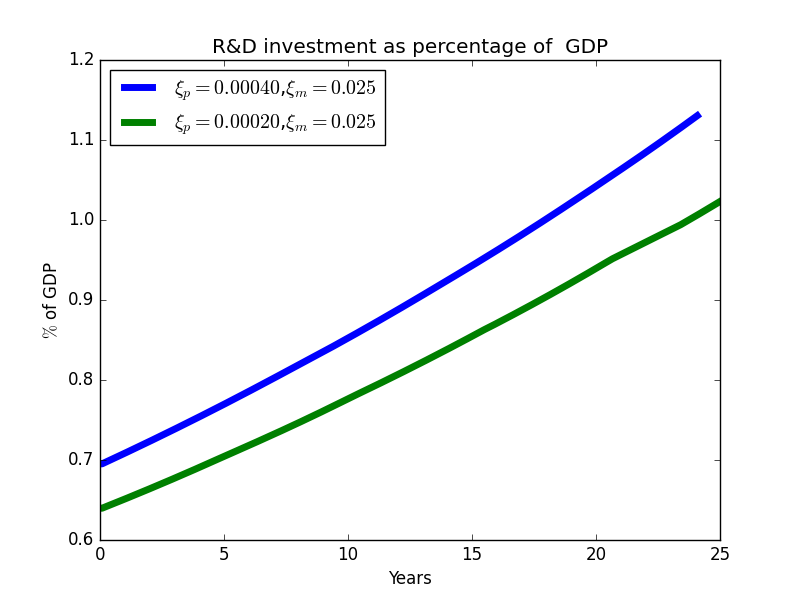 R&D investment as percentage of  GDP
ξp = 0.00040,ξm = 0.025
ξp = 0.00020,ξm = 0.025
1.2
1.1
1.0
0.9
0.8
0.7
0.6
% of GDP
0 5 10 15 20 25
Years